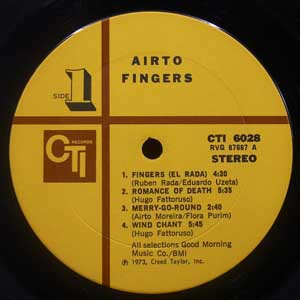 AIRTO
FINGERS
SIDE 1
CTI RECORDS
CTI 6028
RVG 87687 A
STEREO
1. FINGERS (EL RADA) 4:30
(Ruben Rada/Eduardo Uzeta)
2. ROMANCE OF DEATH 5:35
(Hugo Fattoruso)
3. MERRY-GO-ROUND 2:40
(Airto Moreira/Flora Purim)
4. WIND CHANT 5:45
(Hugo Fattoruso)
All selections Good Morning
Music Co./BMI
Ⓟ 1973, Creed Taylor, Inc.